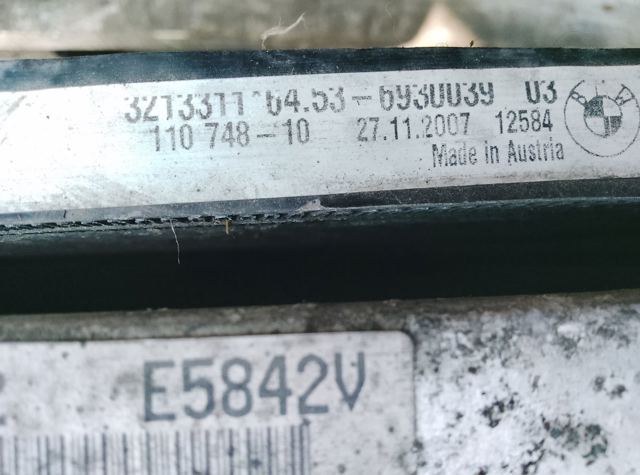 3213311 64.53-6930039 03
110 748-10 27.11.2007 12584
Made in Austria
E5842V